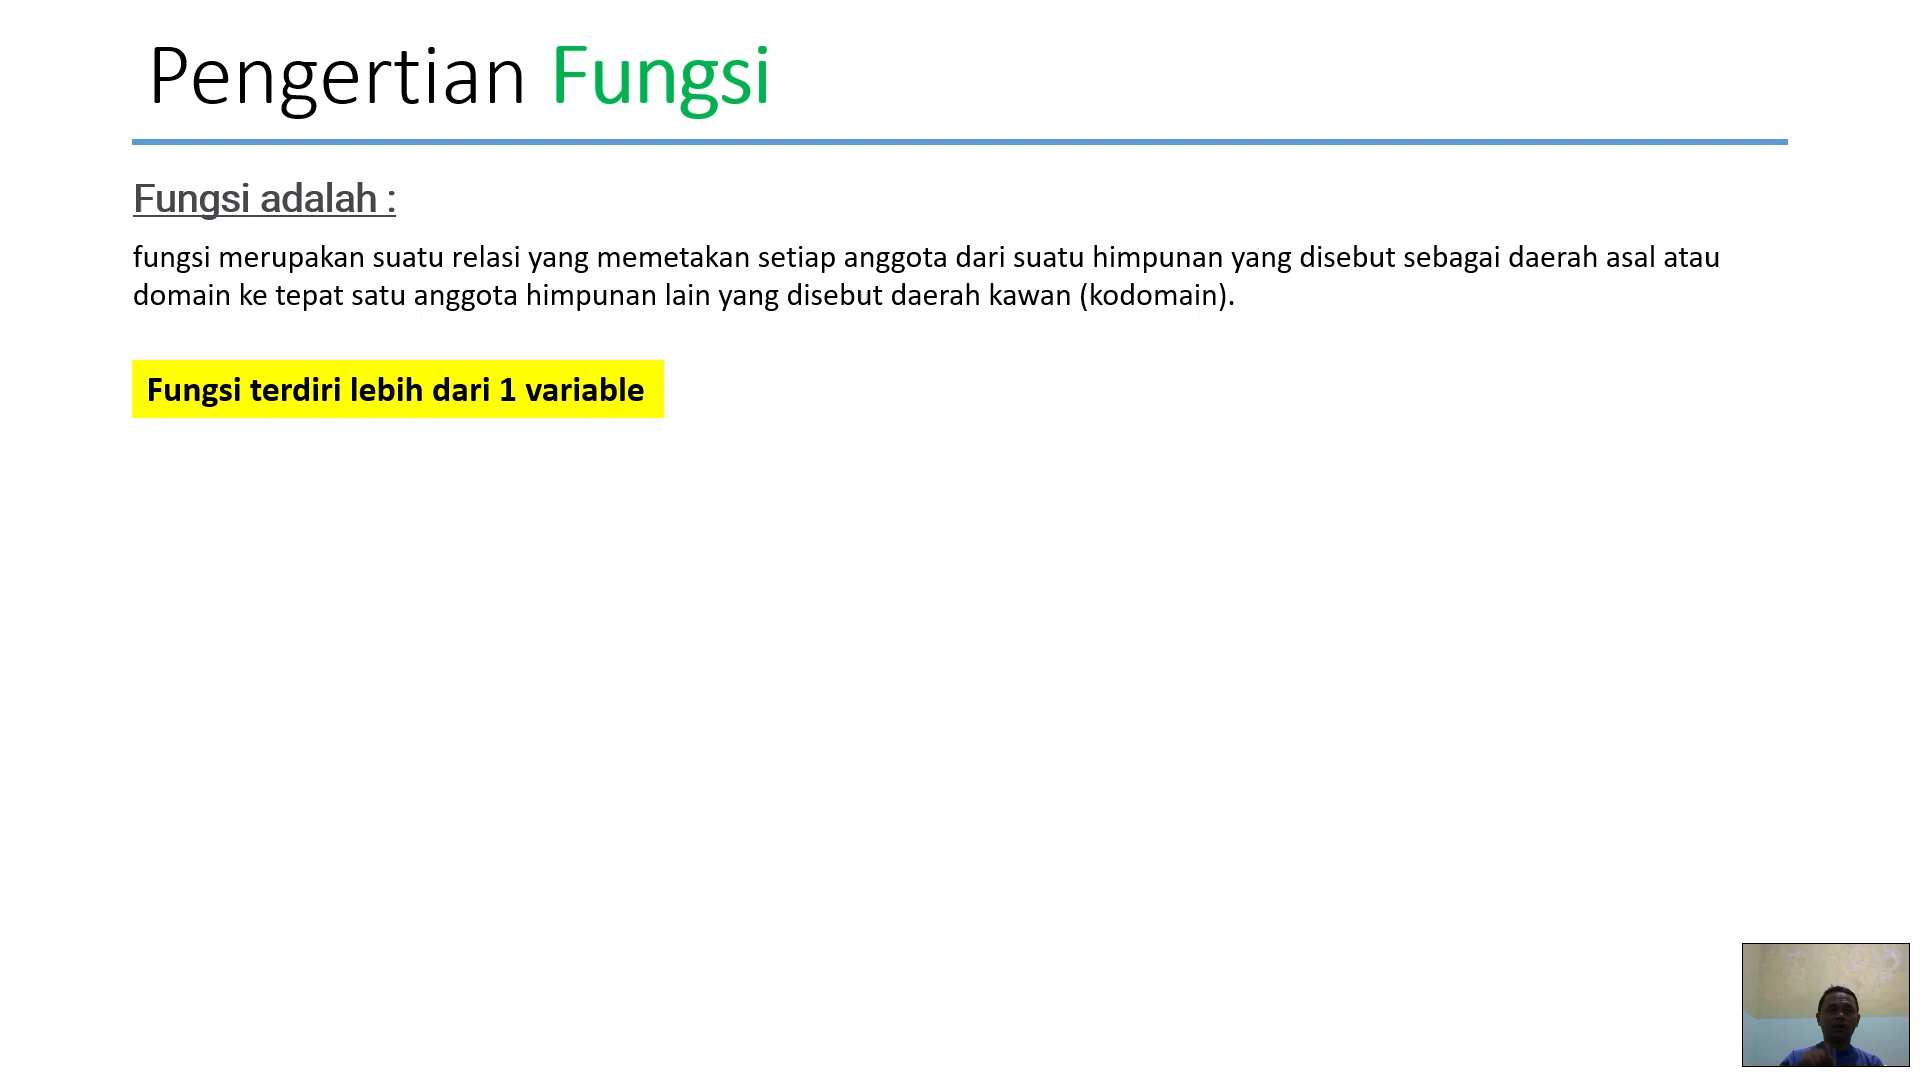 Pengertian Fungsi
Fungsi adalah :
fungsi merupakan suatu relasi yang memetakan setiap anggota dari suatu himpunan yang disebut sebagai daerah asal atau
domain ke tepat satu anggota himpunan lain yang disebut daerah kawan (kodomain).
Fungsi terdiri lebih dari 1 variable